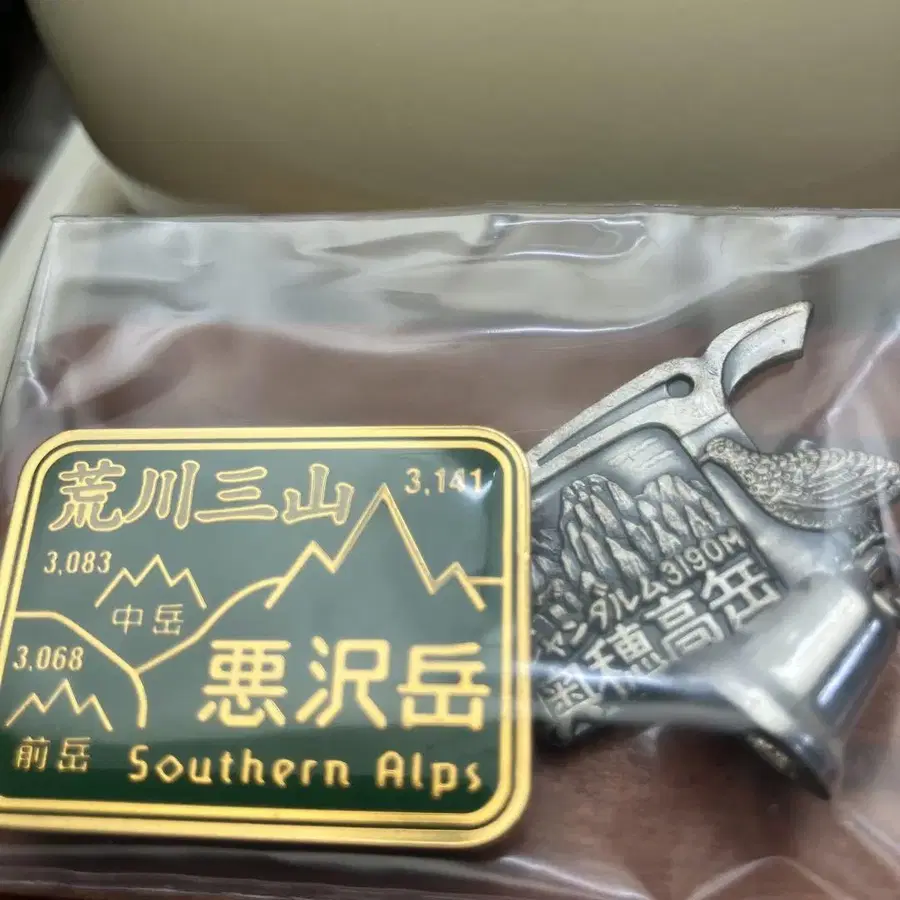 荒川三山
3,141
3,083
中岳
3,068
前岳
悪沢岳
Southern Alps
ャンダルム3190M
奥穂高岳